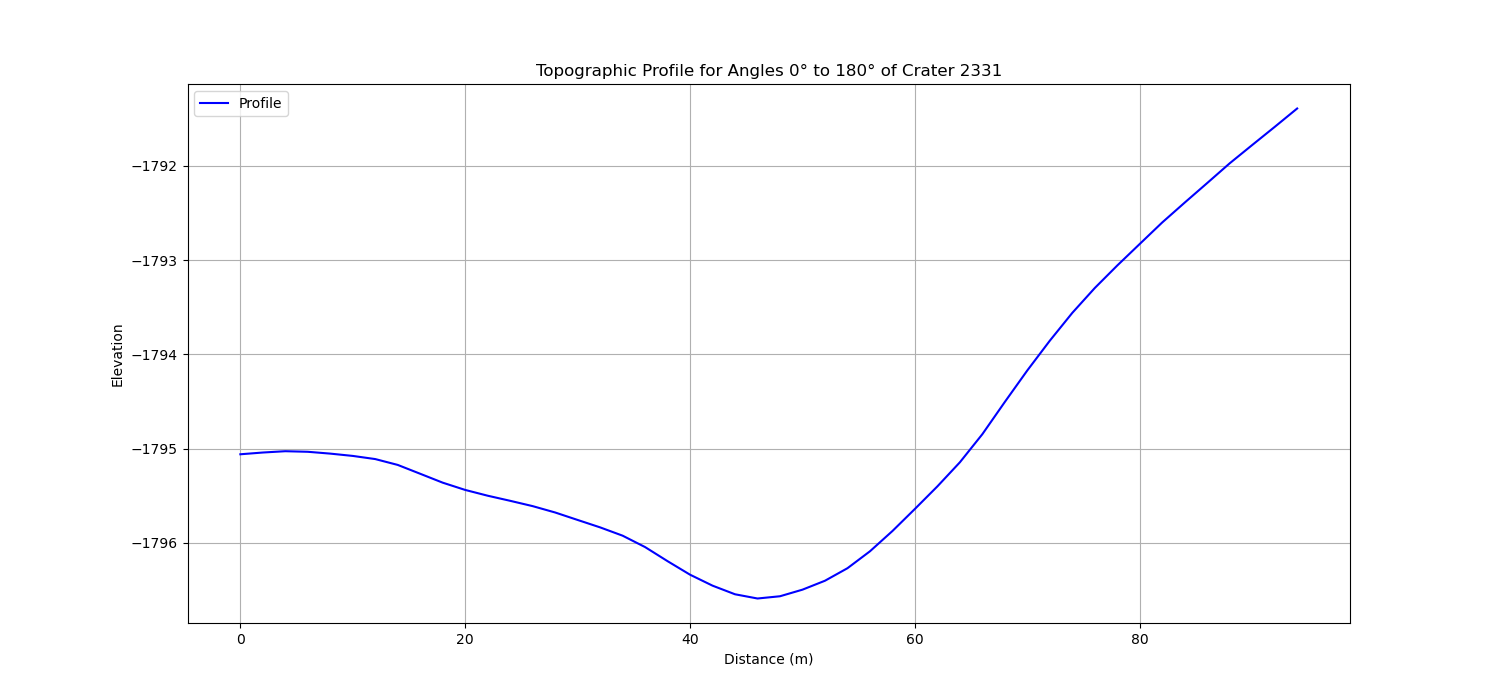 Topographic Profile for Angles 0° to 180° of Crater 2331
Profile
−1792
−1793
−1794
−1795
−1796
Elevation
0 20 40 60 80
Distance (m)